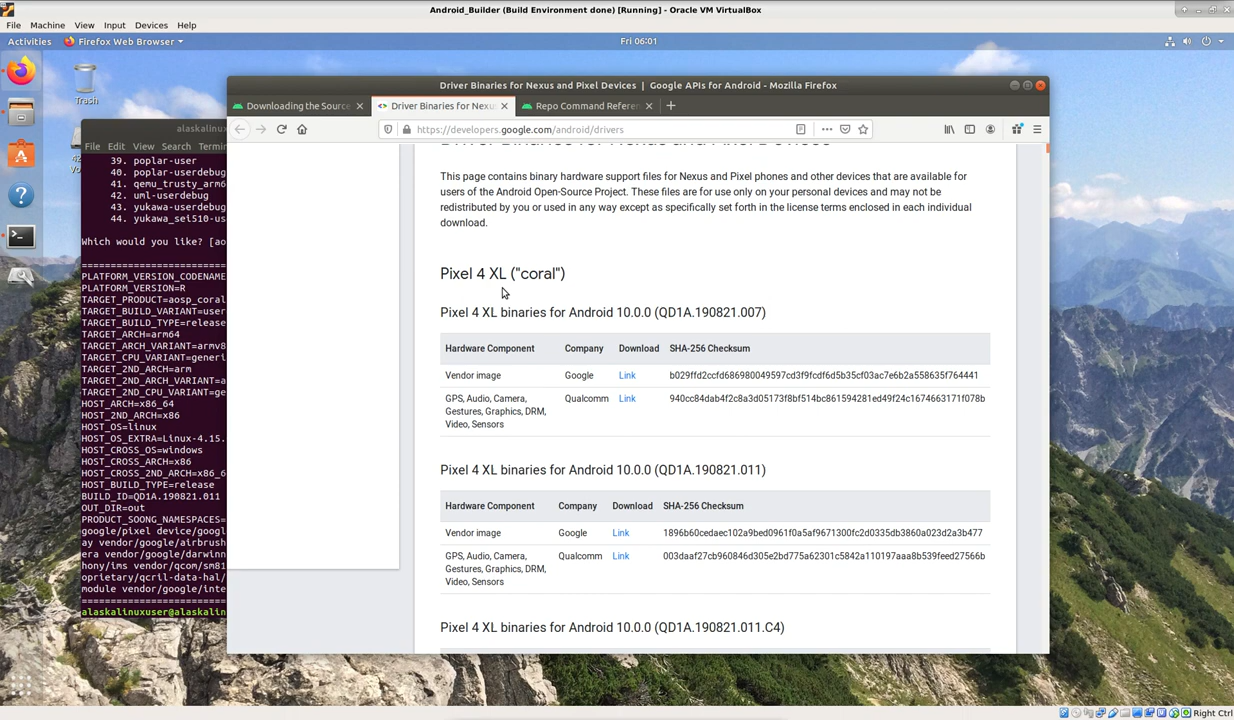 Android_Builder (Build Environment done) [Running] - Oracle VM VirtualBox
File Machine View Input Devices Help
Activities Firefox Web Browser Fri 06:01
Trash
Driver Binaries for Nexus and Pixel Devices | Google APIs for Android - Mozilla Firefox
Downloading the Source Driver Binaries for Nexus Repo Command Referen
https://developers.google.com/android/drivers
alaskalinu
File Edit View Search Termin
39. poplar-user
40. poplar-userdebug
41. qemu_trusty_arm6
42. uml-userdebug
43. yukawa-userdebug
44. yukawa_sei510-us
Which would you like? [ao
============================
PLATFORM_VERSION_CODENAME
PLATFORM_VERSION=R
TARGET_PRODUCT=aosp_coral
TARGET_BUILD_VARIANT=user
TARGET_BUILD_TYPE=release
TARGET_ARCH=arm64
TARGET_ARCH_VARIANT=armv8
TARGET_CPU_VARIANT=generi
TARGET_2ND_ARCH=arm
TARGET_2ND_ARCH_VARIANT=a
TARGET_2ND_CPU_VARIANT=ge
HOST_ARCH=x86_64
HOST_2ND_ARCH=x86
HOST_OS=linux
HOST_OS_EXTRA=Linux-4.15.
HOST_CROSS_OS=windows
HOST_CROSS_ARCH=x86
HOST_CROSS_2ND_ARCH=x86_6
HOST_BUILD_TYPE=release
BUILD_ID=QD1A.190821.011
OUT_DIR=out
PRODUCT_SOONG_NAMESPACES=
google/pixel device/googl
ay vendor/google/airbrush
era vendor/google/darwinn
hony/ims vendor/qcom/sm81
oprietary/qcril-data-hal/
module vendor/google/inte
============================
alaskalinuxuser@alaskalin
Driver Binaries for Nexus and Pixel Devices
This page contains binary hardware support files for Nexus and Pixel phones and other devices that are available for
users of the Android Open-Source Project. These files are for use only on your personal devices and may not be
redistributed by you or used in any way except as specifically set forth in the license terms enclosed in each individual
download.
Pixel 4 XL ("coral")
Pixel 4 XL binaries for Android 10.0.0 (QD1A.190821.007)
Hardware Component Company Download SHA-256 Checksum
Vendor image Google Link b029ffd2ccfd686980049597cd3f9fcdf6d5b35cf03ac7e6b2a558635f764441
GPS, Audio, Camera, Qualcomm Link 940cc84dab4f2c8a3d05173f8bf514bc861594281ed49f24c1674663171f078b
Gestures, Graphics, DRM,
Video, Sensors
Pixel 4 XL binaries for Android 10.0.0 (QD1A.190821.011)
Hardware Component Company Download SHA-256 Checksum
Vendor image Google Link 1896b60cedaec102a9bed0961f0a5af9671300fc2d0335db3860a023d2a3b477
GPS, Audio, Camera, Qualcomm Link 003daaf27cb960846d305e2bd775a62301c5842a110197aaa8b539feed27566b
Gestures, Graphics, DRM,
Video, Sensors
Pixel 4 XL binaries for Android 10.0.0 (QD1A.190821.011.C4)
Right Ctrl